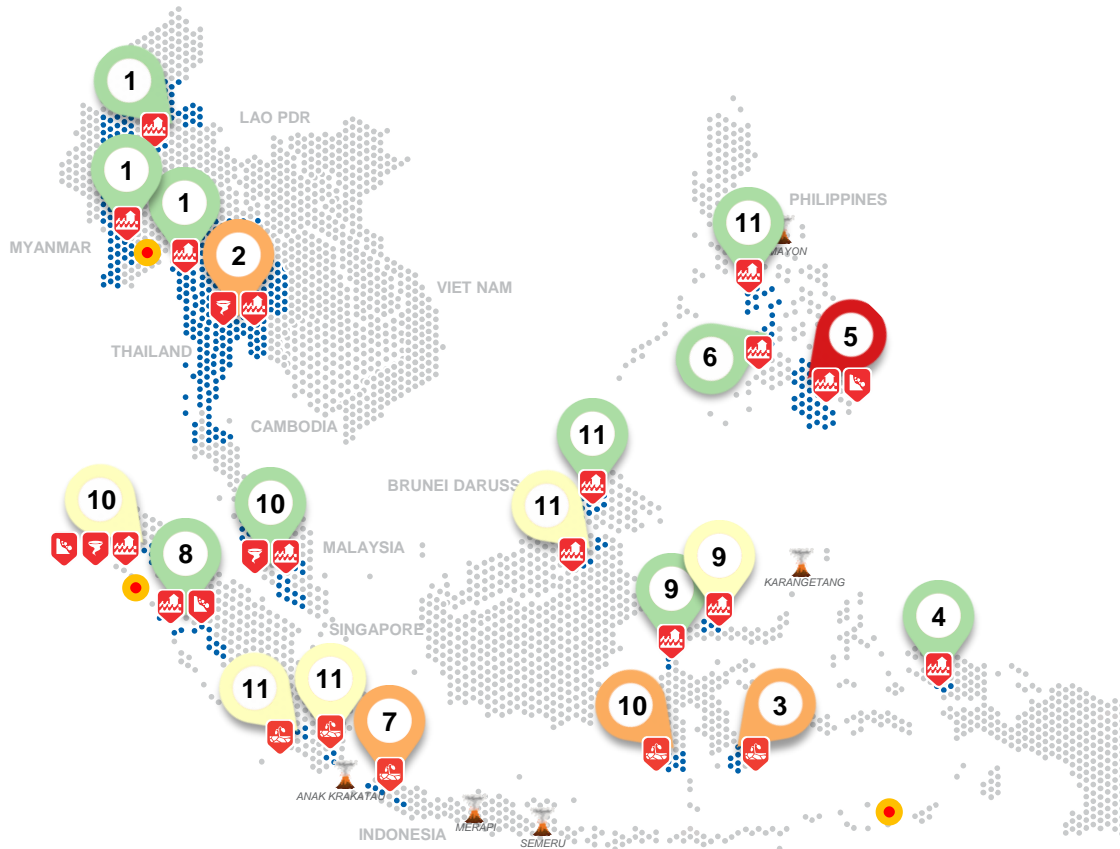 1
LAO PDR
1
1
PHILIPPINES
11
MYANMAR
2
MAYON
VIET NAM
THAILAND
6
5
CAMBODIA
11
BRUNEI DARUSS
10
10
11
MALAYSIA
8
9
KARANGETANG
9
4
SINGAPORE
11
11
10
3
7
ANAK KRAKATAU
MERAPI
INDONESIA
SEMERU